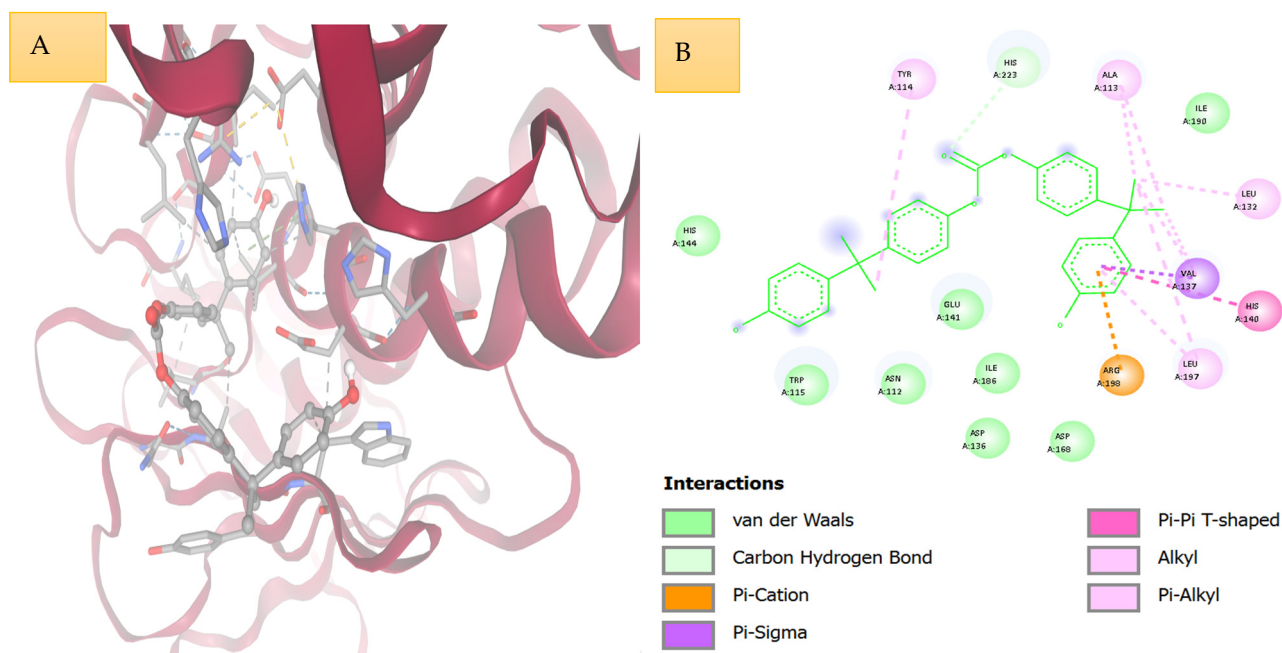 A
B
HIS
A:223
TYR
A:114
ALA
A:113
ILE
A:190
LEU
A:132
HIS
A:144
VAL
A:137
GLU
A:141
HIS
A:140
TRP
A:115
ASN
A:112
ILE
A:186
ARG
A:198
LEU
A:197
ASP
A:136
ASP
A:168
Interactions
van der Waals
Carbon Hydrogen Bond
Pi-Cation
Pi-Sigma
Pi-Pi T-shaped
Alkyl
Pi-Alkyl